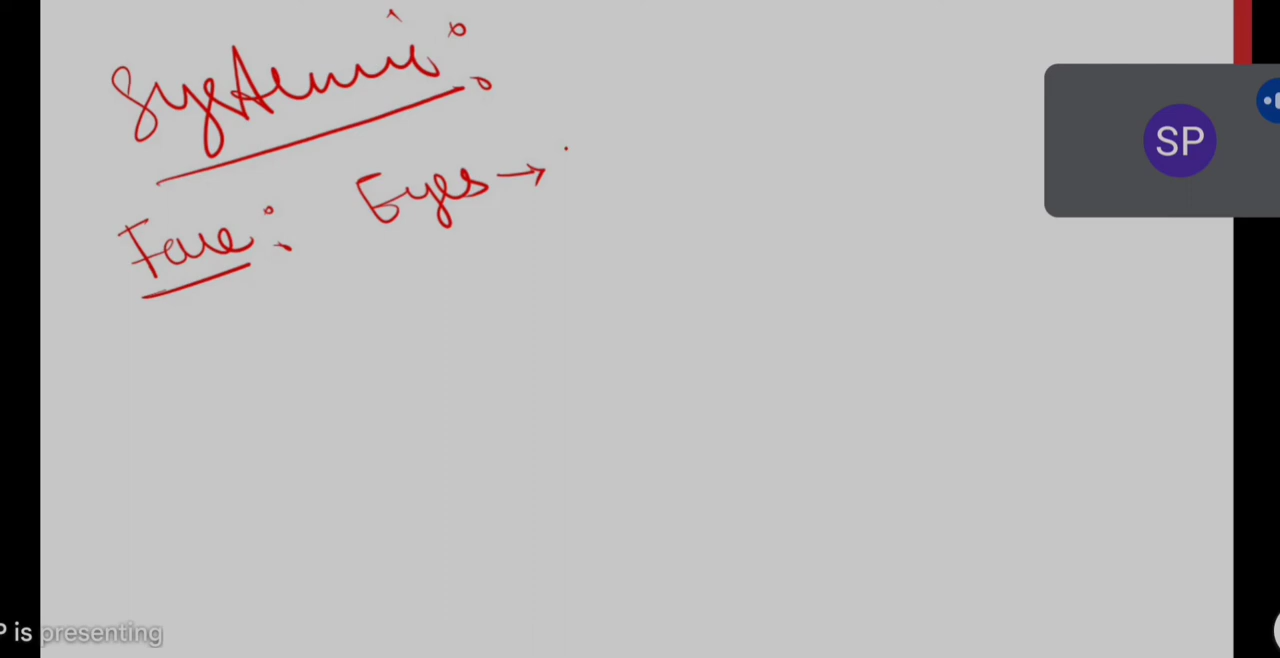 Systemic:
Face: Eyes →
SP
P is presenting